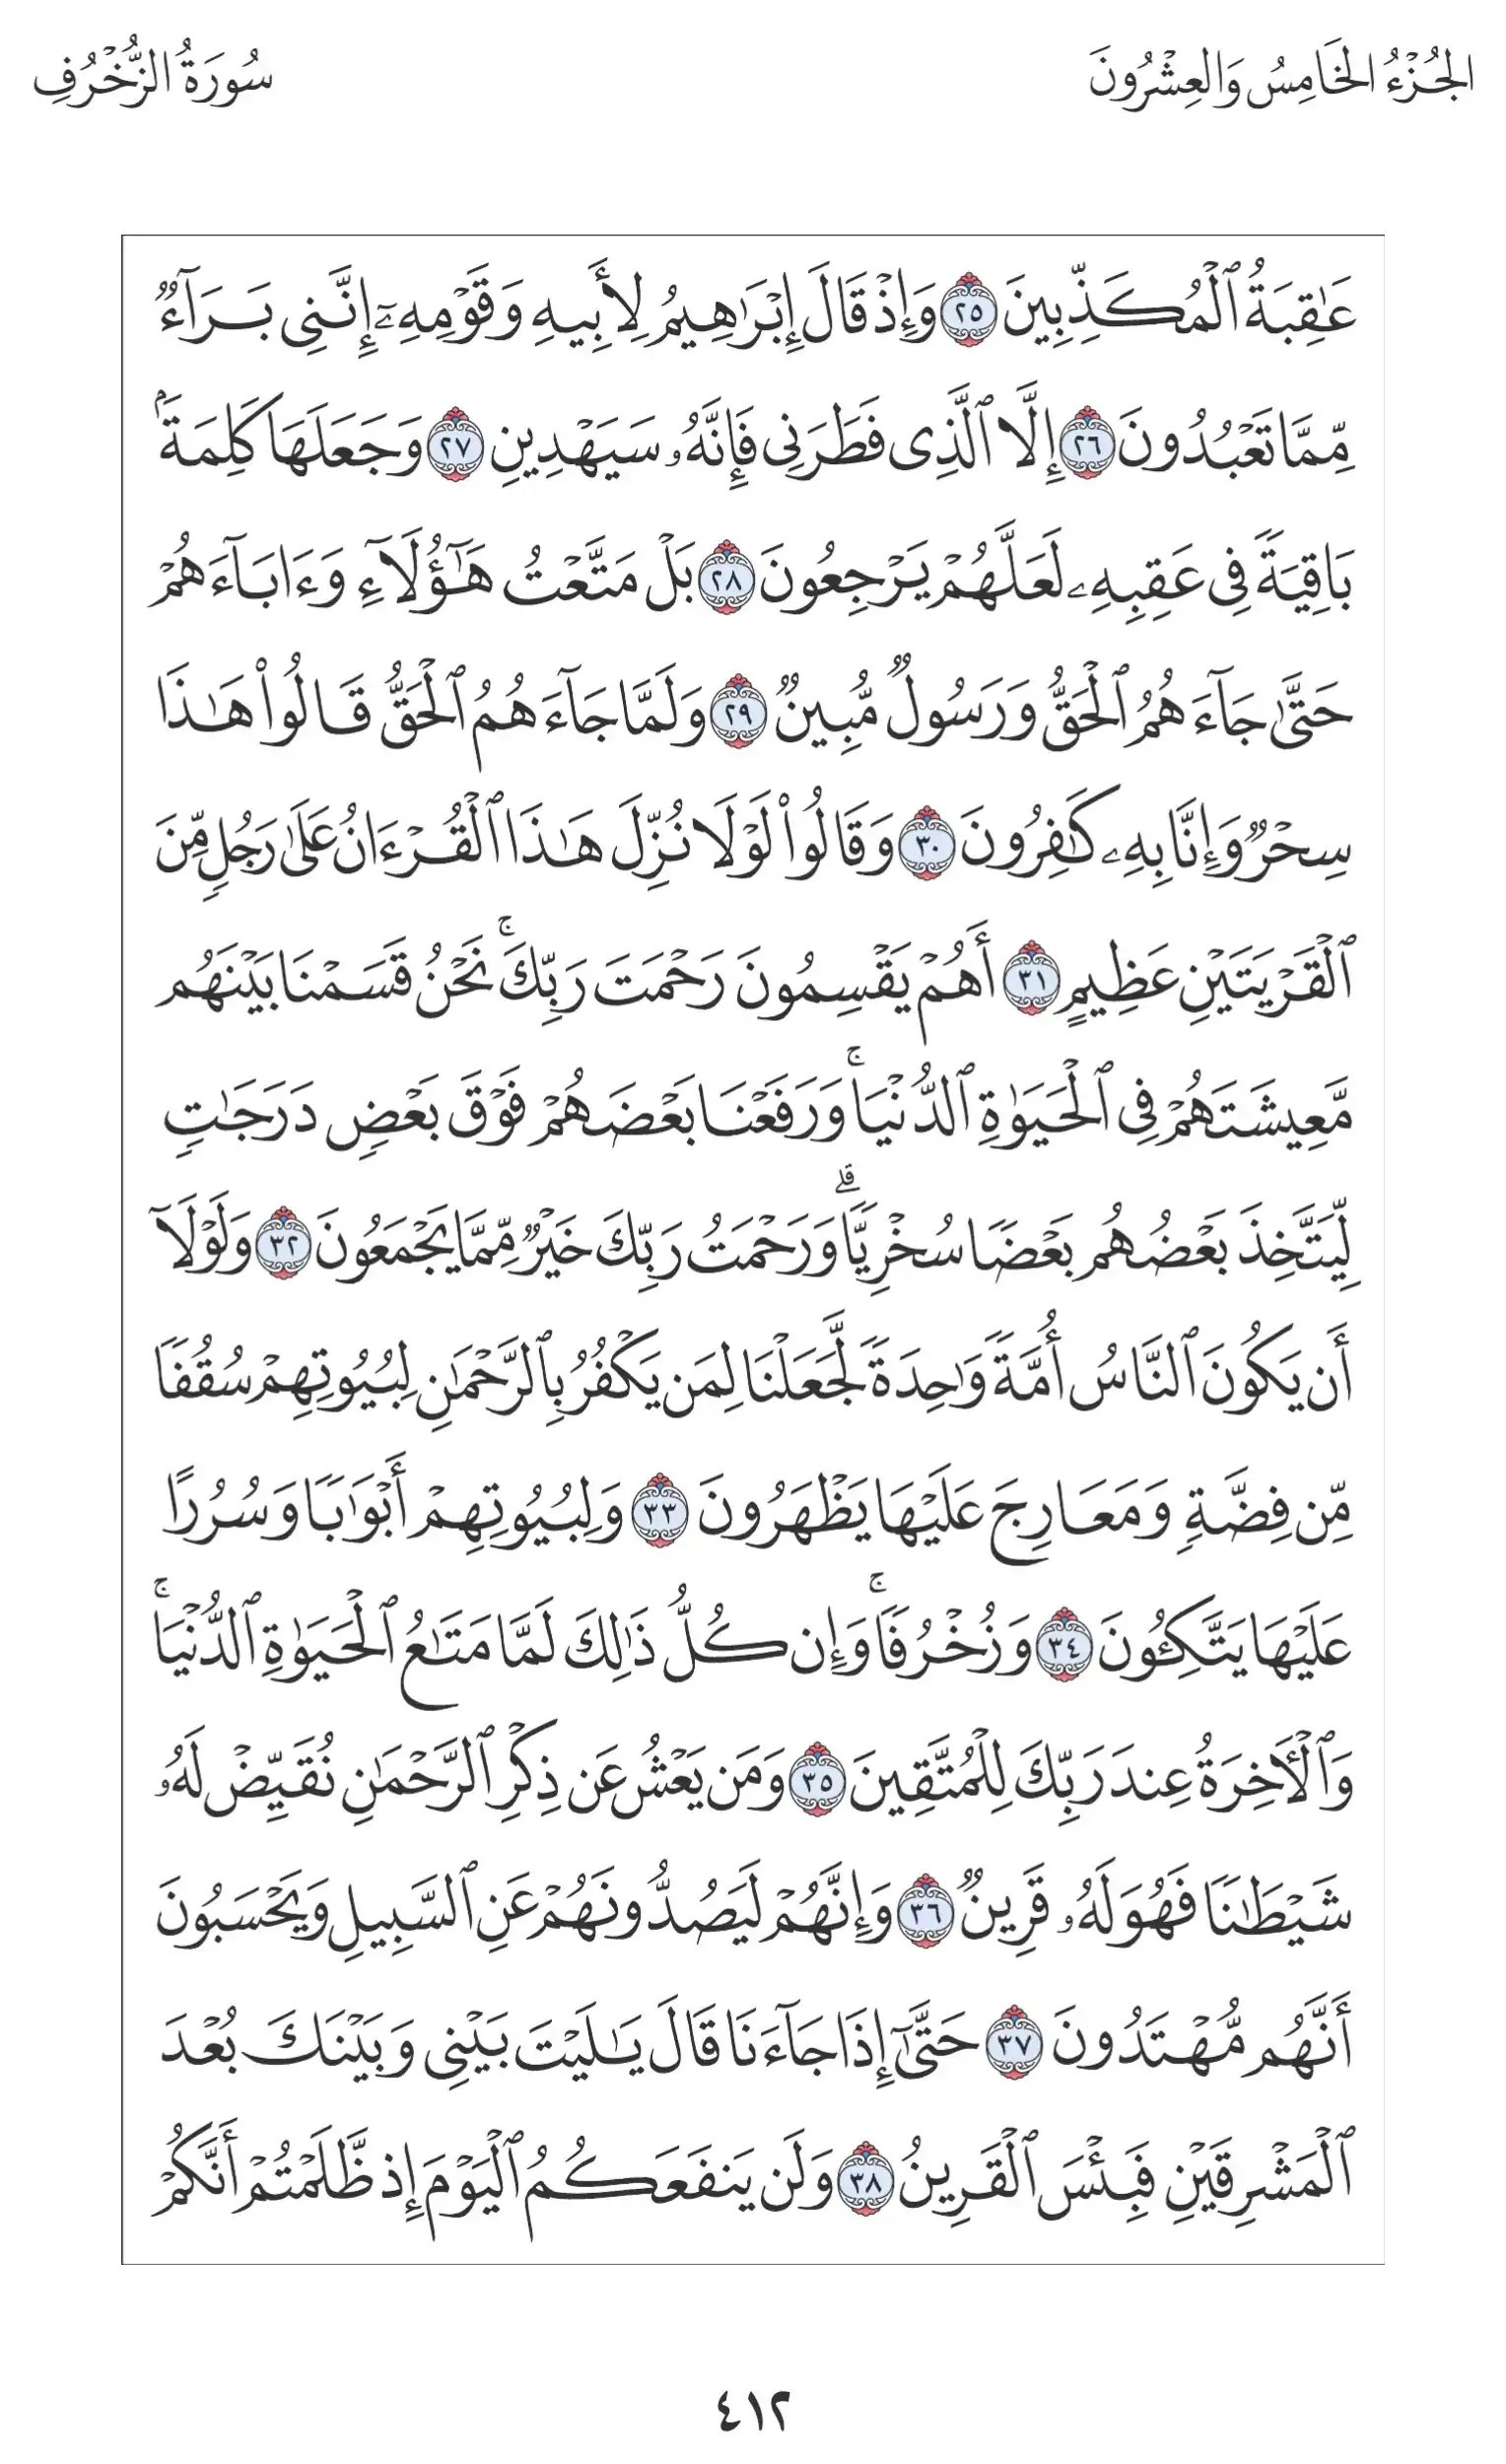 الجُزْءُ الخَامِسُ وَالعِشْرُونَ
سُورَةُ الزُّخْرُفِ
عَٰقِبَةُ ٱلْمُكَذِّبِينَ ٢٥ وَإِذْ قَالَ إِبْرَٰهِيمُ لِأَبِيهِ وَقَوْمِهِۦٓ إِنَّنِى بَرَآءٌ
مِّمَّا تَعْبُدُونَ ٢٦ إِلَّا ٱلَّذِى فَطَرَنِى فَإِنَّهُۥ سَيَهْدِينِ ٢٧ وَجَعَلَهَا كَلِمَةَۢ
بَاقِيَةً فِى عَقِبِهِۦ لَعَلَّهُمْ يَرْجِعُونَ ٢٨ بَلْ مَتَّعْتُ هَٰٓؤُلَآءِ وَءَابَآءَهُمْ
حَتَّىٰ جَآءَهُمُ ٱلْحَقُّ وَرَسُولٌ مُّبِينٌ ٢٩ وَلَمَّا جَآءَهُمُ ٱلْحَقُّ قَالُوا۟ هَٰذَا
سِحْرٌ وَإِنَّا بِهِۦ كَٰفِرُونَ ٣٠ وَقَالُوا۟ لَوْلَا نُزِّلَ هَٰذَا ٱلْقُرْءَانُ عَلَىٰ رَجُلٍ مِّنَ
ٱلْقَرْيَتَيْنِ عَظِيمٍ ٣١ أَهُمْ يَقْسِمُونَ رَحْمَتَ رَبِّكَ ۚ نَحْنُ قَسَمْنَا بَيْنَهُم
مَّعِيشَتَهُمْ فِى ٱلْحَيَوٰةِ ٱلدُّنْيَا ۚ وَرَفَعْنَا بَعْضَهُمْ فَوْقَ بَعْضٍ دَرَجَٰتٍ
لِّيَتَّخِذَ بَعْضُهُم بَعْضًا سُخْرِيًّا ۗ وَرَحْمَتُ رَبِّكَ خَيْرٌ مِّمَّا يَجْمَعُونَ ٣٢ وَلَوْلَآ
أَن يَكُونَ ٱلنَّاسُ أُمَّةً وَٰحِدَةً لَّجَعَلْنَا لِمَن يَكْفُرُ بِٱلرَّحْمَٰنِ لِبُيُوتِهِمْ سُقُفًا
مِّن فِضَّةٍ وَمَعَارِجَ عَلَيْهَا يَظْهَرُونَ ٣٣ وَلِبُيُوتِهِمْ أَبْوَٰبًا وَسُرُرًا
عَلَيْهَا يَتَّكِـُٔونَ ٣٤ وَزُخْرُفًا ۚ وَإِن كُلُّ ذَٰلِكَ لَمَّا مَتَٰعُ ٱلْحَيَوٰةِ ٱلدُّنْيَا ۚ
وَٱلْءَاخِرَةُ عِندَ رَبِّكَ لِلْمُتَّقِينَ ٣٥ وَمَن يَعْشُ عَن ذِكْرِ ٱلرَّحْمَٰنِ نُقَيِّضْ لَهُۥ
شَيْطَٰنًا فَهُوَ لَهُۥ قَرِينٌ ٣٦ وَإِنَّهُمْ لَيَصُدُّونَهُمْ عَنِ ٱلسَّبِيلِ وَيَحْسَبُونَ
أَنَّهُم مُّهْتَدُونَ ٣٧ حَتَّىٰٓ إِذَا جَآءَنَا قَالَ يَٰلَيْتَ بَيْنِى وَبَيْنَكَ بُعْدَ
ٱلْمَشْرِقَيْنِ فَبِئْسَ ٱلْقَرِينُ ٣٨ وَلَن يَنفَعَكُمُ ٱلْيَوْمَ إِذ ظَّلَمْتُمْ أَنَّكُمْ
٤١٢